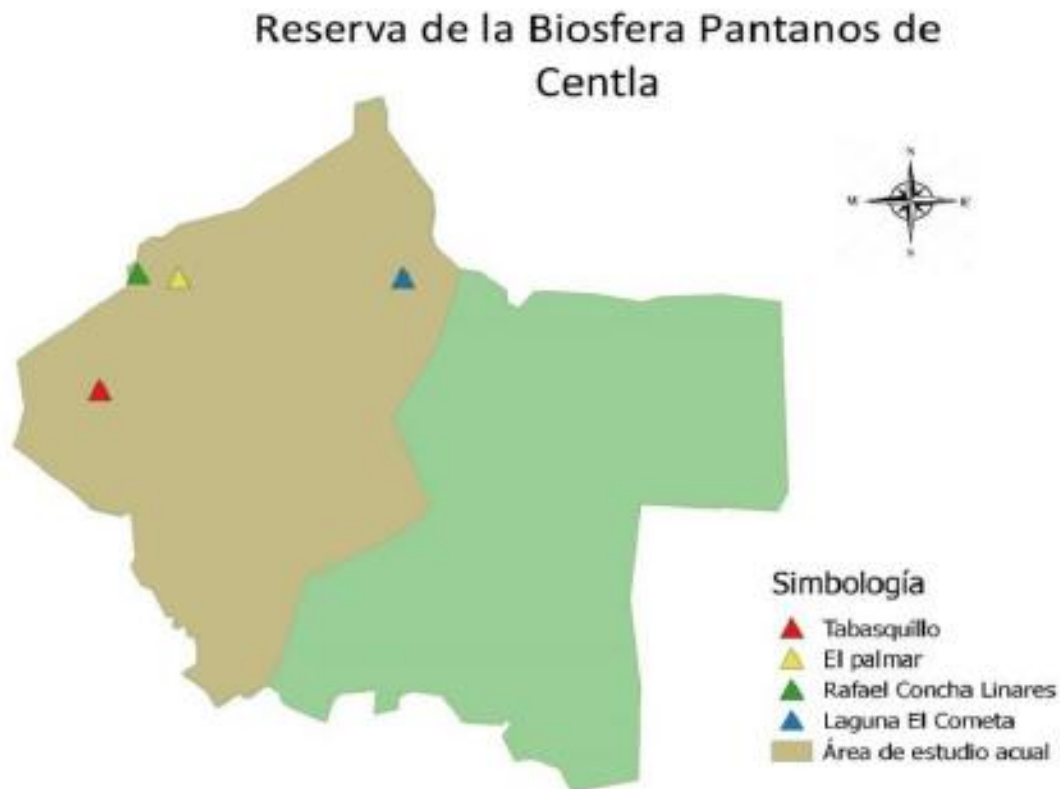 Reserva de la Biosfera Pantanos de
Centla
Simbología
Tabasquillo
El palmar
Rafael Concha Linares
Laguna El Cometa
Área de estudio acual